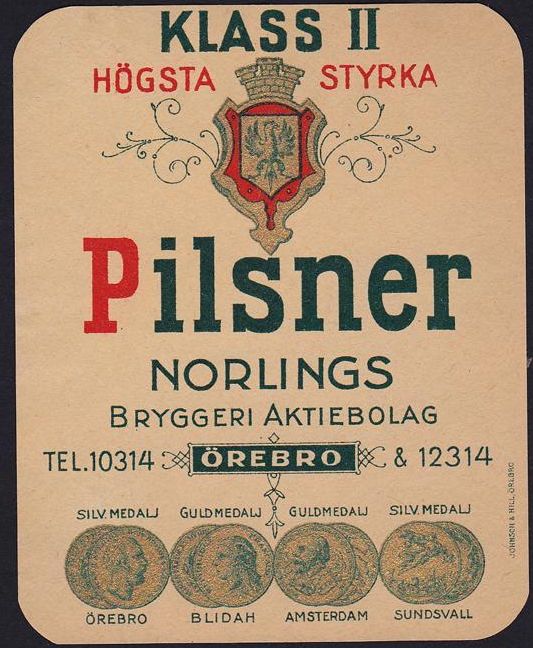 KLASS II
HÖGSTA STYRKA
Pilsner
NORLINGS
BRYGGERI AKTIEBOLAG
TEL.10314 ÖREBRO & 12314
SILV. MEDALJ GULDMEDALJ GULDMEDALJ SILV. MEDALJ
ÖREBRO BLIDAH AMSTERDAM SUNDSVALL
JOHNSON & HILL, ÖREBRO